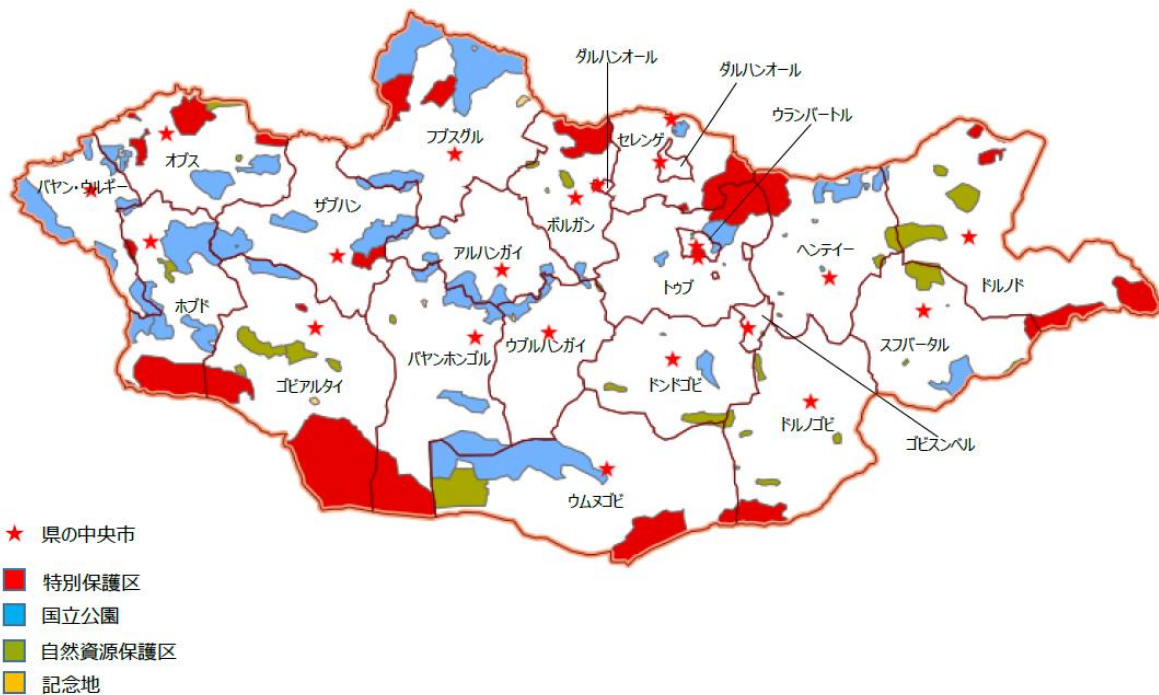 ダルハンオール
ダルハンオール
ウランバートル
フブスグル
セレンゲ
オブス
バヤン・ウルギー
ザブハン
ボルガン
アルハンガイ
ヘンテイー
トゥブ
ドルノド
ホブド
スフバータル
バヤンホンゴル
ウブルハンガイ
ゴビアルタイ
ドンドゴビ
ドルノゴビ
ゴビスンベル
ウムヌゴビ
県の中央市
特別保護区
国立公園
自然資源保護区
記念地